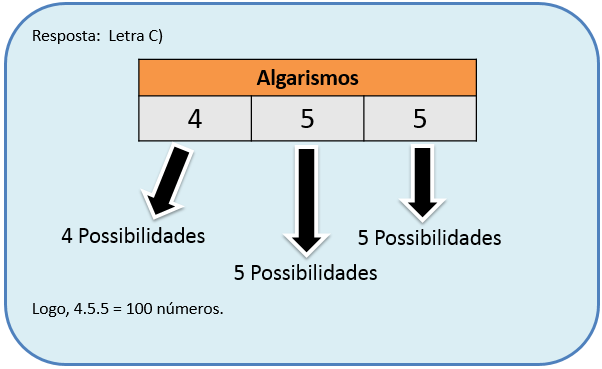 Resposta: Letra C)
Algarismos
4 5 5
4 Possibilidades
5 Possibilidades
5 Possibilidades
Logo, 4.5.5 = 100 números.